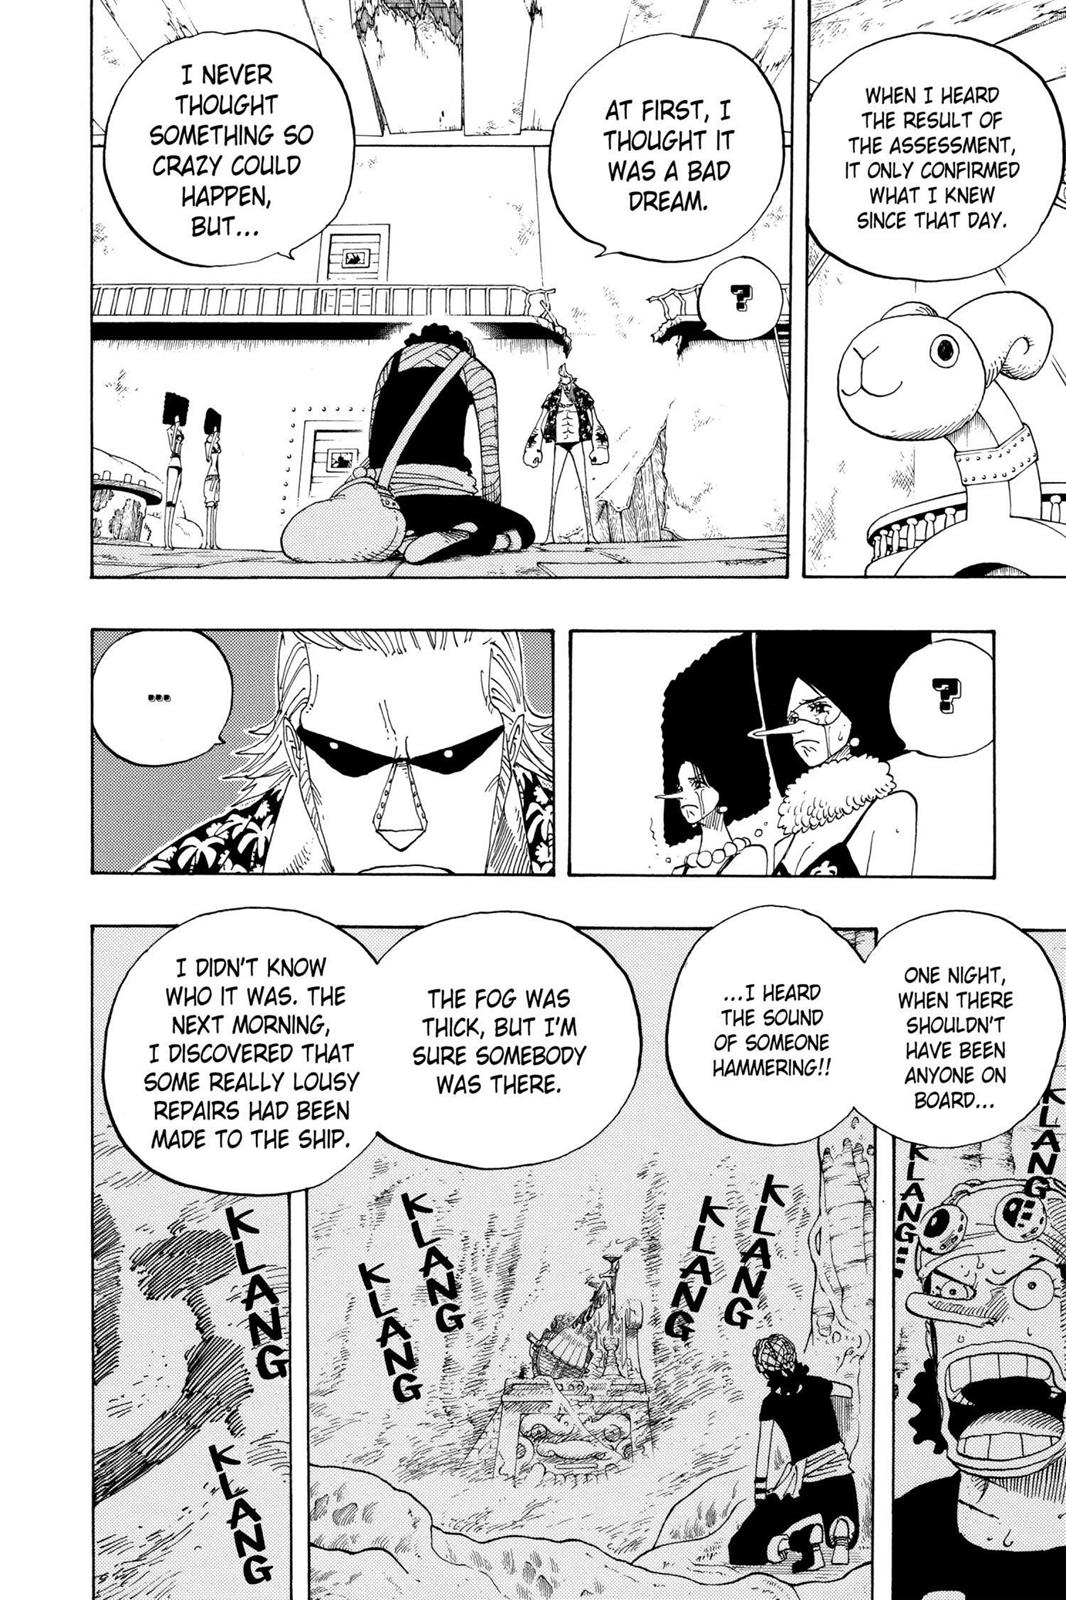 WHEN I HEARD
THE RESULT OF
THE ASSESSMENT,
IT ONLY CONFIRMED
WHAT I KNEW
SINCE THAT DAY.
AT FIRST, I
THOUGHT IT
WAS A BAD
DREAM.
?
I NEVER
THOUGHT
SOMETHING SO
CRAZY COULD
HAPPEN,
BUT...
?
...
ONE NIGHT,
WHEN THERE
SHOULDN'T
HAVE BEEN
ANYONE ON
BOARD...
KLANG
KLANG
...I HEARD
THE SOUND
OF SOMEONE
HAMMERING!!
THE FOG WAS
THICK, BUT I'M
SURE SOMEBODY
WAS THERE.
KLANG
KLANG
KLANG
KLANG
I DIDN'T KNOW
WHO IT WAS. THE
NEXT MORNING,
I DISCOVERED THAT
SOME REALLY LOUSY
REPAIRS HAD BEEN
MADE TO THE SHIP.
KLANG
KLANG